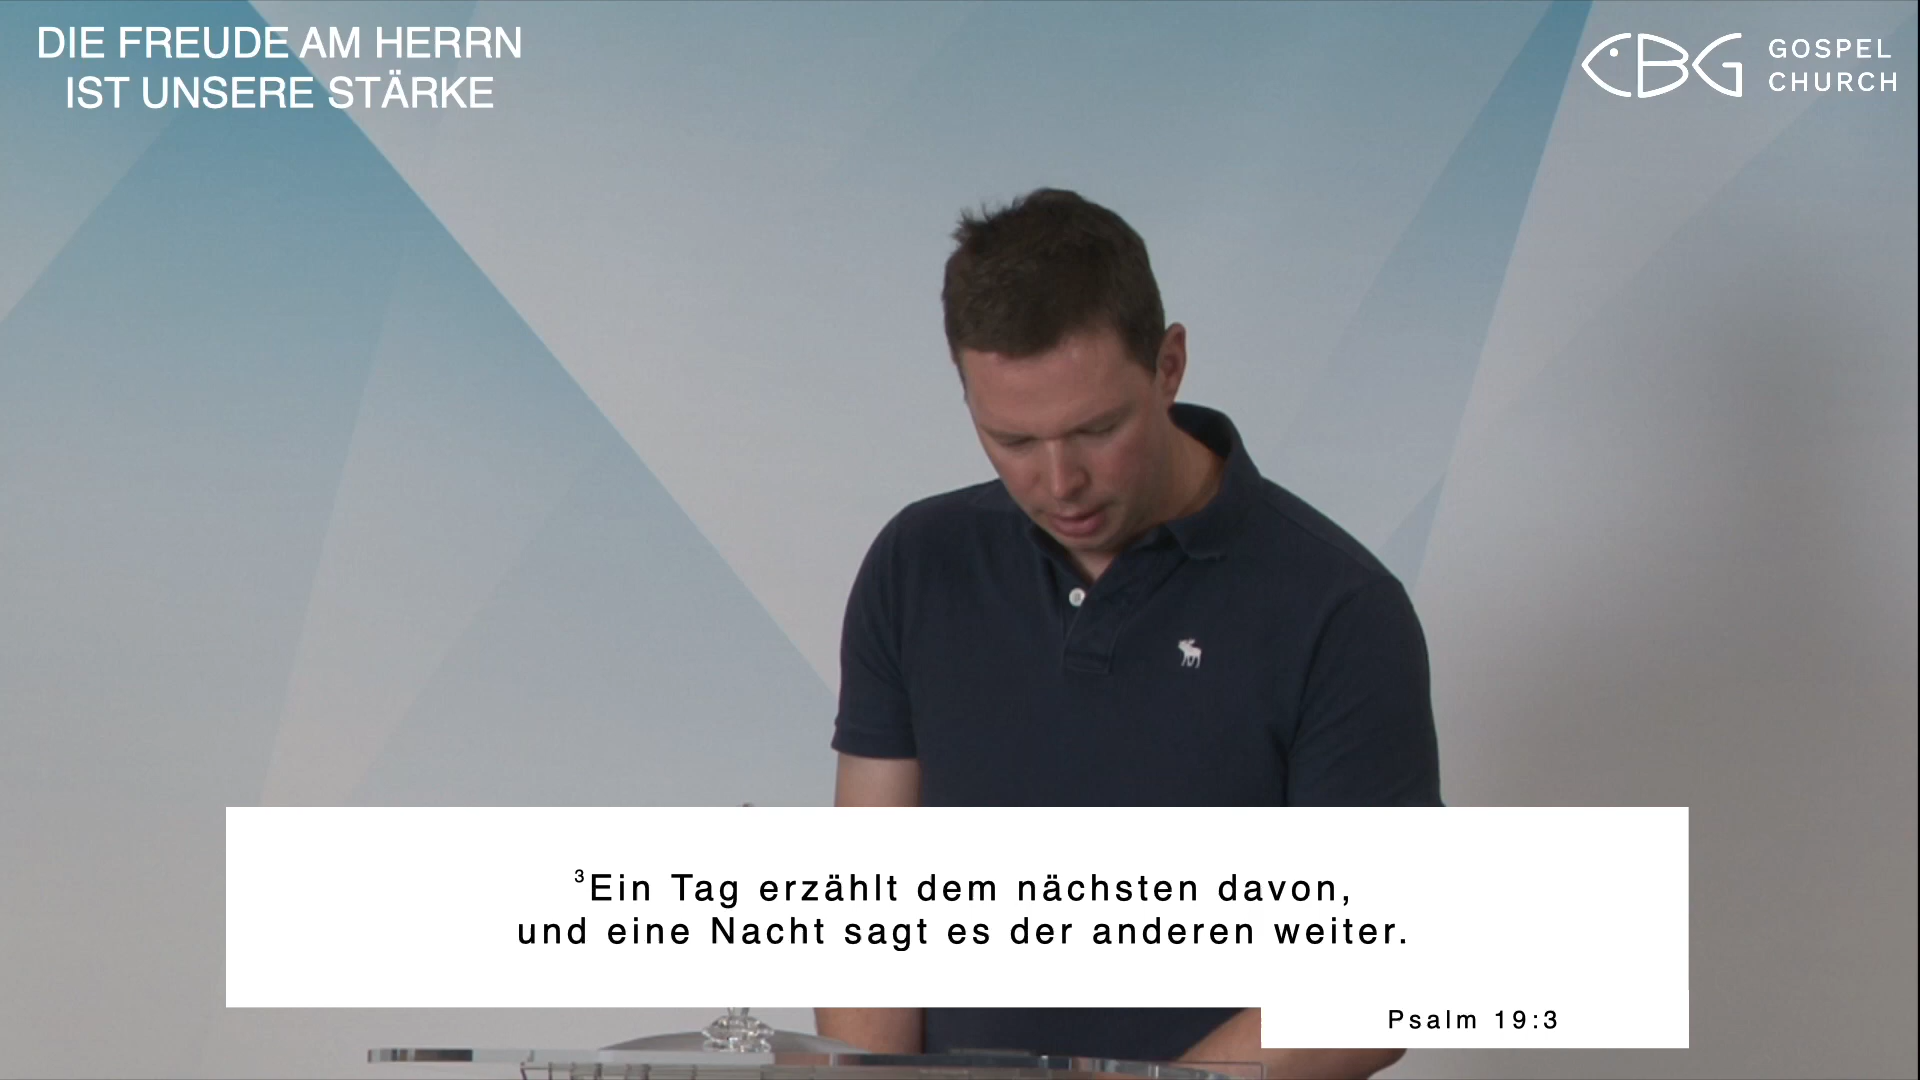 DIE FREUDE AM HERRN
IST UNSERE STÄRKE
CBG
GOSPEL
CHURCH
³Ein Tag erzählt dem nächsten davon,
und eine Nacht sagt es der anderen weiter.
Psalm 19:3